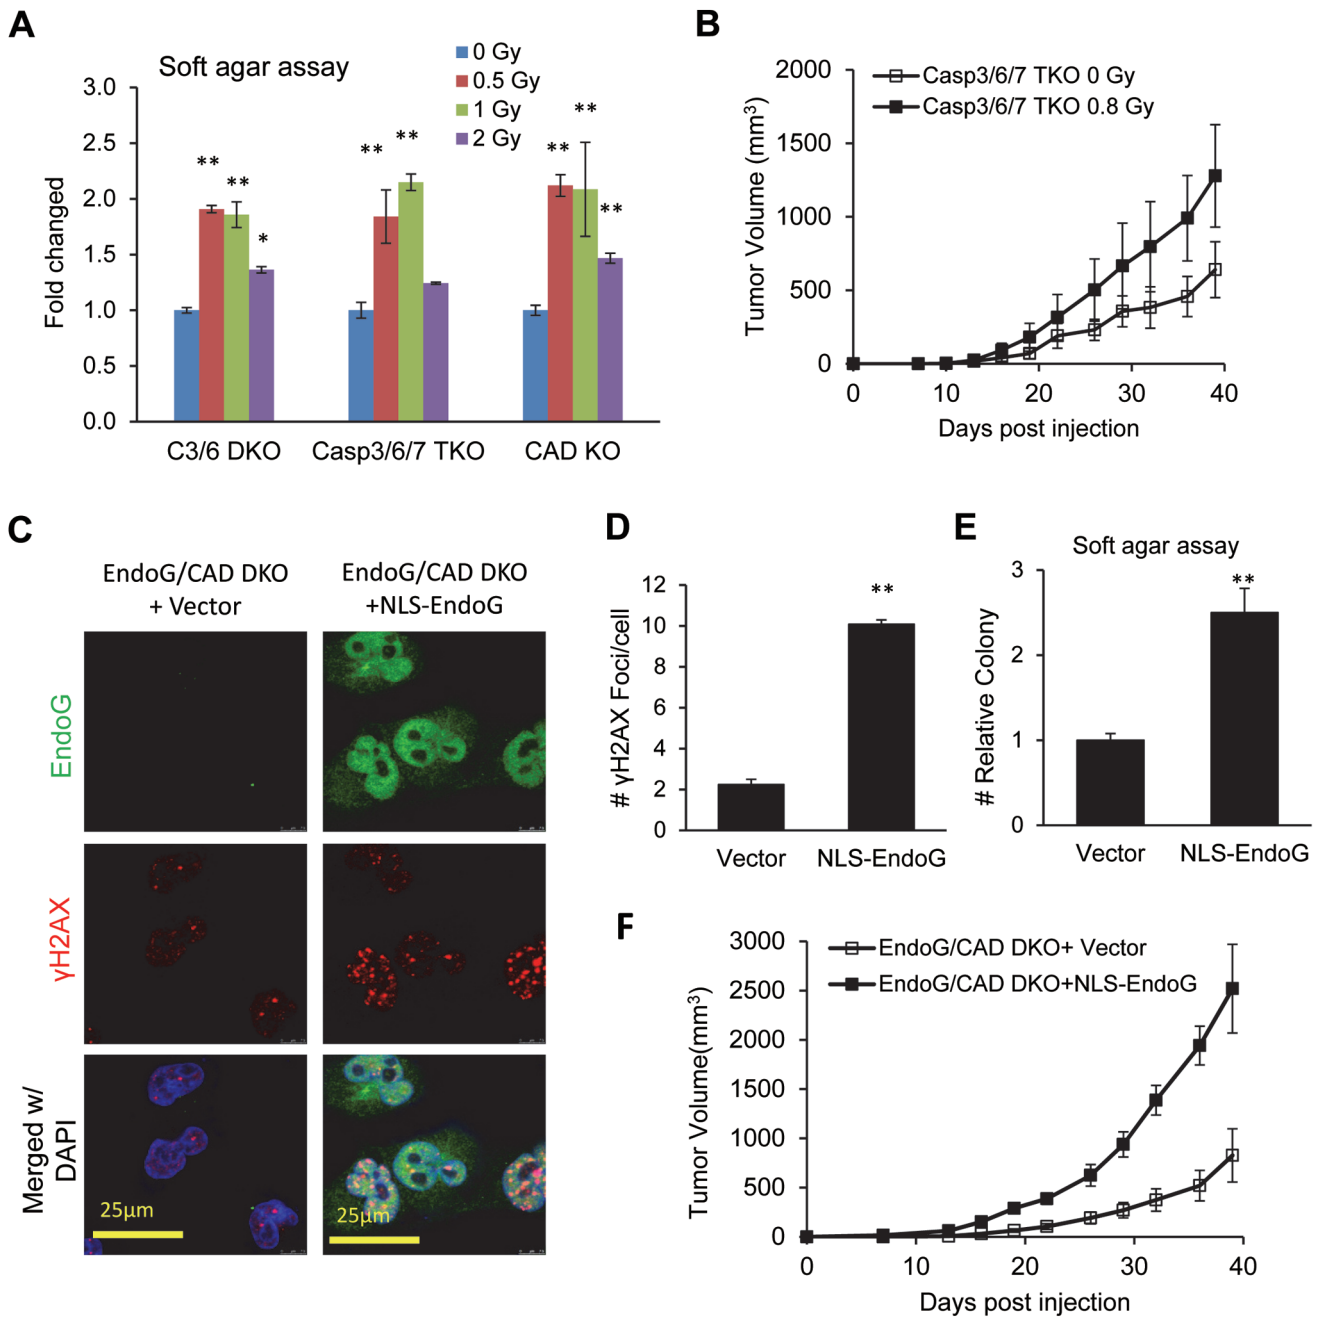 A
Soft agar assay
0 Gy
0.5 Gy
1 Gy
2 Gy
Fold changed
3.0
2.5
2.0
1.5
1.0
0.5
0.0
**
**
*
**
**
**
**
**
C3/6 DKO
Casp3/6/7 TKO
CAD KO
B
Casp3/6/7 TKO 0 Gy
Casp3/6/7 TKO 0.8 Gy
Tumor Volume (mm³)
2000
1500
1000
500
0
0
10
20
30
40
Days post injection
C
EndoG/CAD DKO
+ Vector
EndoG/CAD DKO
+NLS-EndoG
EndoG
γH2AX
Merged w/
DAPI
25μm
25μm
D
# γH2AX Foci/cell
12
10
8
6
4
2
0
**
Vector
NLS-EndoG
E
Soft agar assay
# Relative Colony
3
2
1
0
**
Vector
NLS-EndoG
F
EndoG/CAD DKO+ Vector
EndoG/CAD DKO+NLS-EndoG
Tumor Volume(mm³)
3000
2500
2000
1500
1000
500
0
0
10
20
30
40
Days post injection